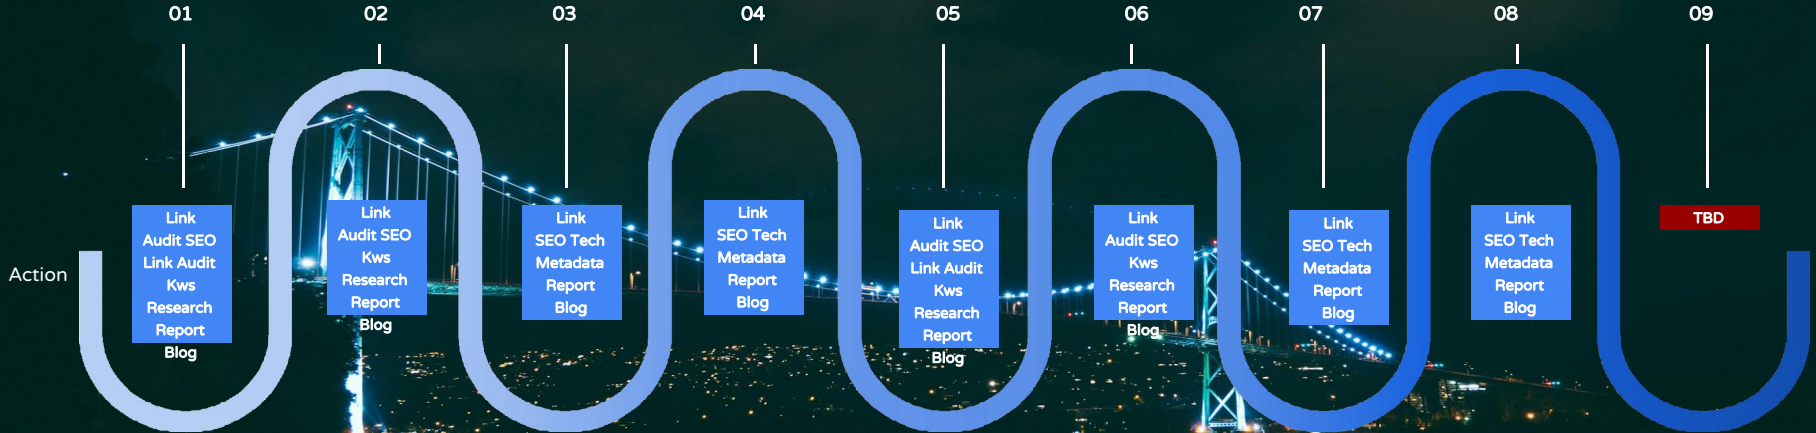 01 02 03 04 05 06 07 08 09
Action
Link
Audit SEO
Link Audit
Kws
Research
Report
Blog
Link
Audit SEO
Kws
Research
Report
Blog
Link
SEO Tech
Metadata
Report
Blog
Link
SEO Tech
Metadata
Report
Blog
Link
Audit SEO
Link Audit
Kws
Research
Report
Blog
Link
Audit SEO
Kws
Research
Report
Blog
Link
SEO Tech
Metadata
Report
Blog
Link
SEO Tech
Metadata
Report
Blog
TBD